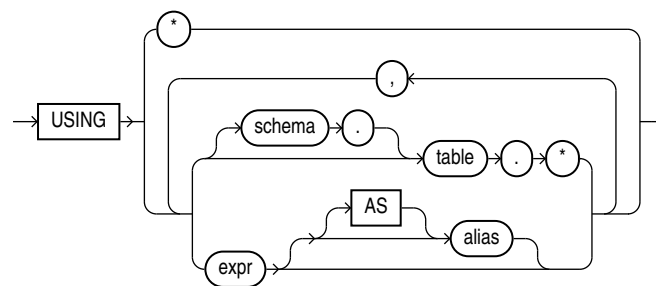 *
,
USING
schema .
table . *
AS
alias
expr